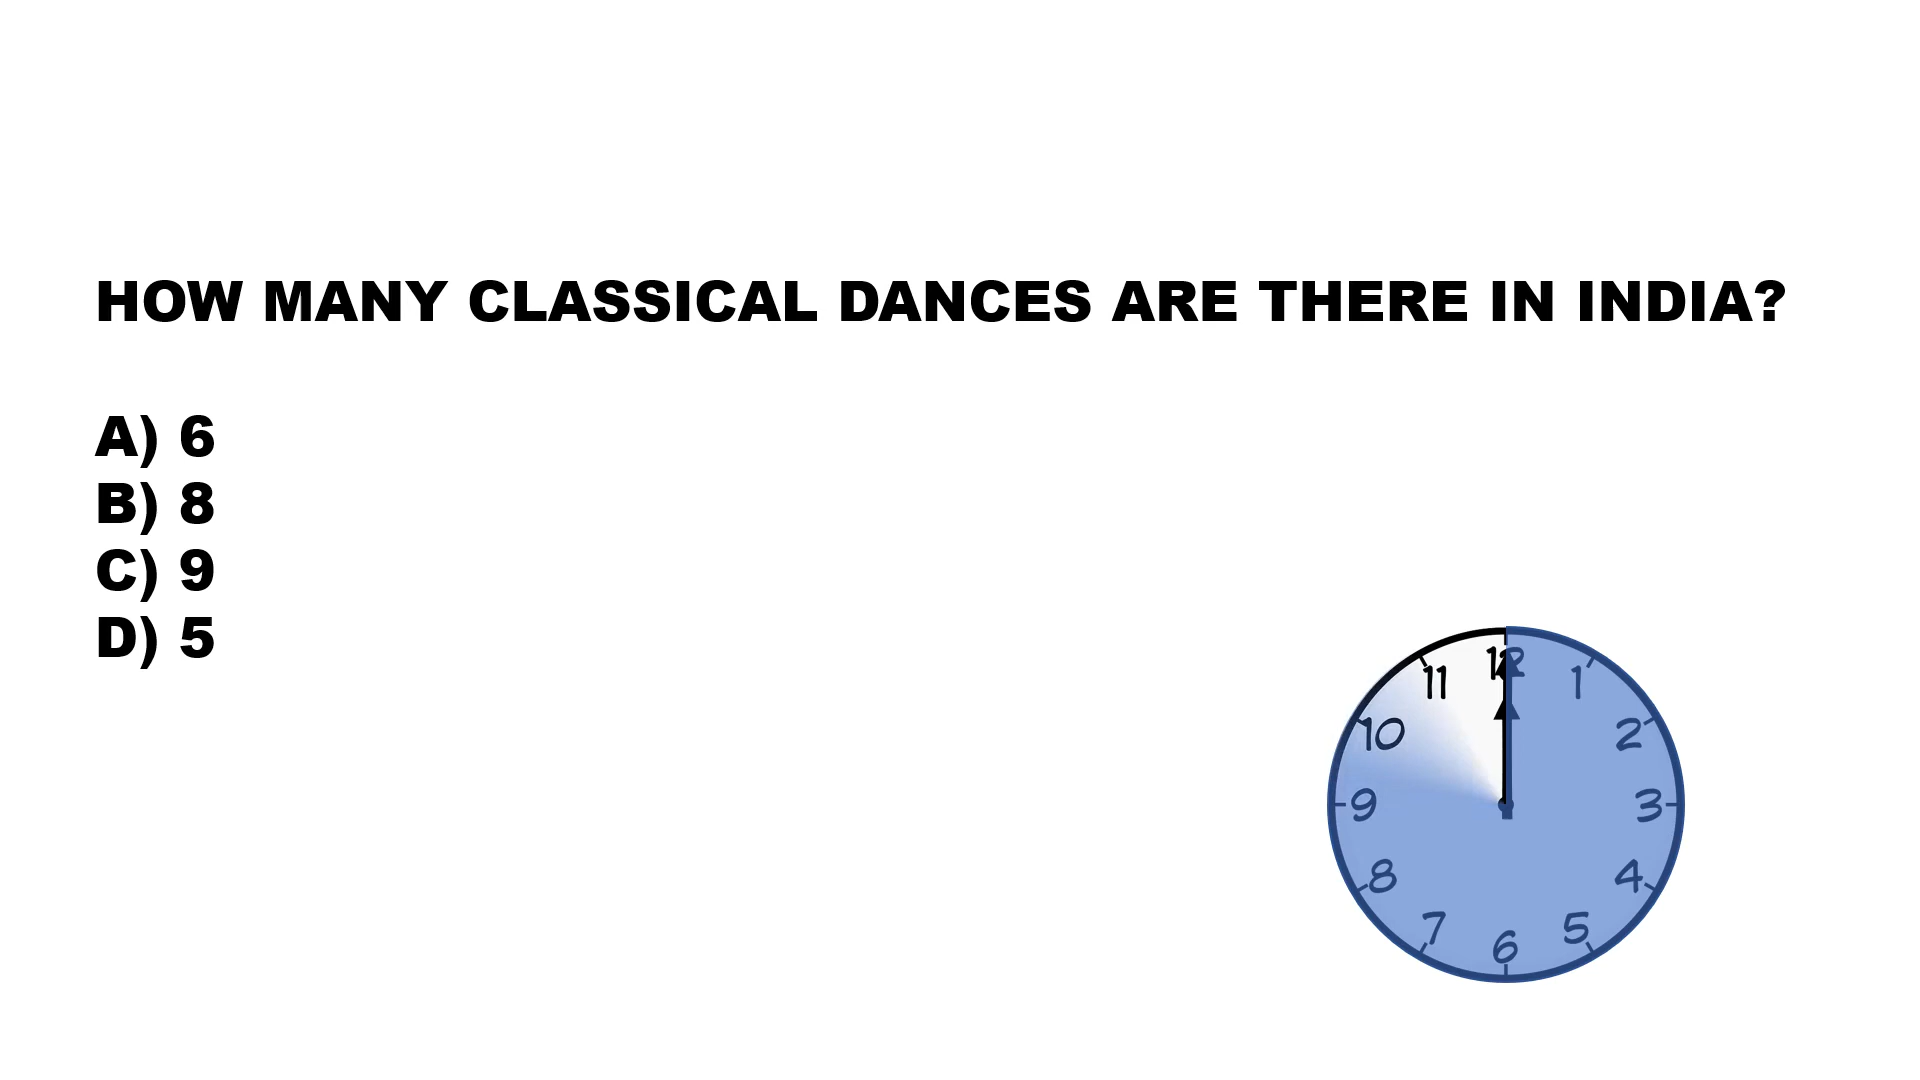 HOW MANY CLASSICAL DANCES ARE THERE IN INDIA?
A) 6
B) 8
C) 9
D) 5
12
1
2
3
4
5
6
7
8
9
10
11